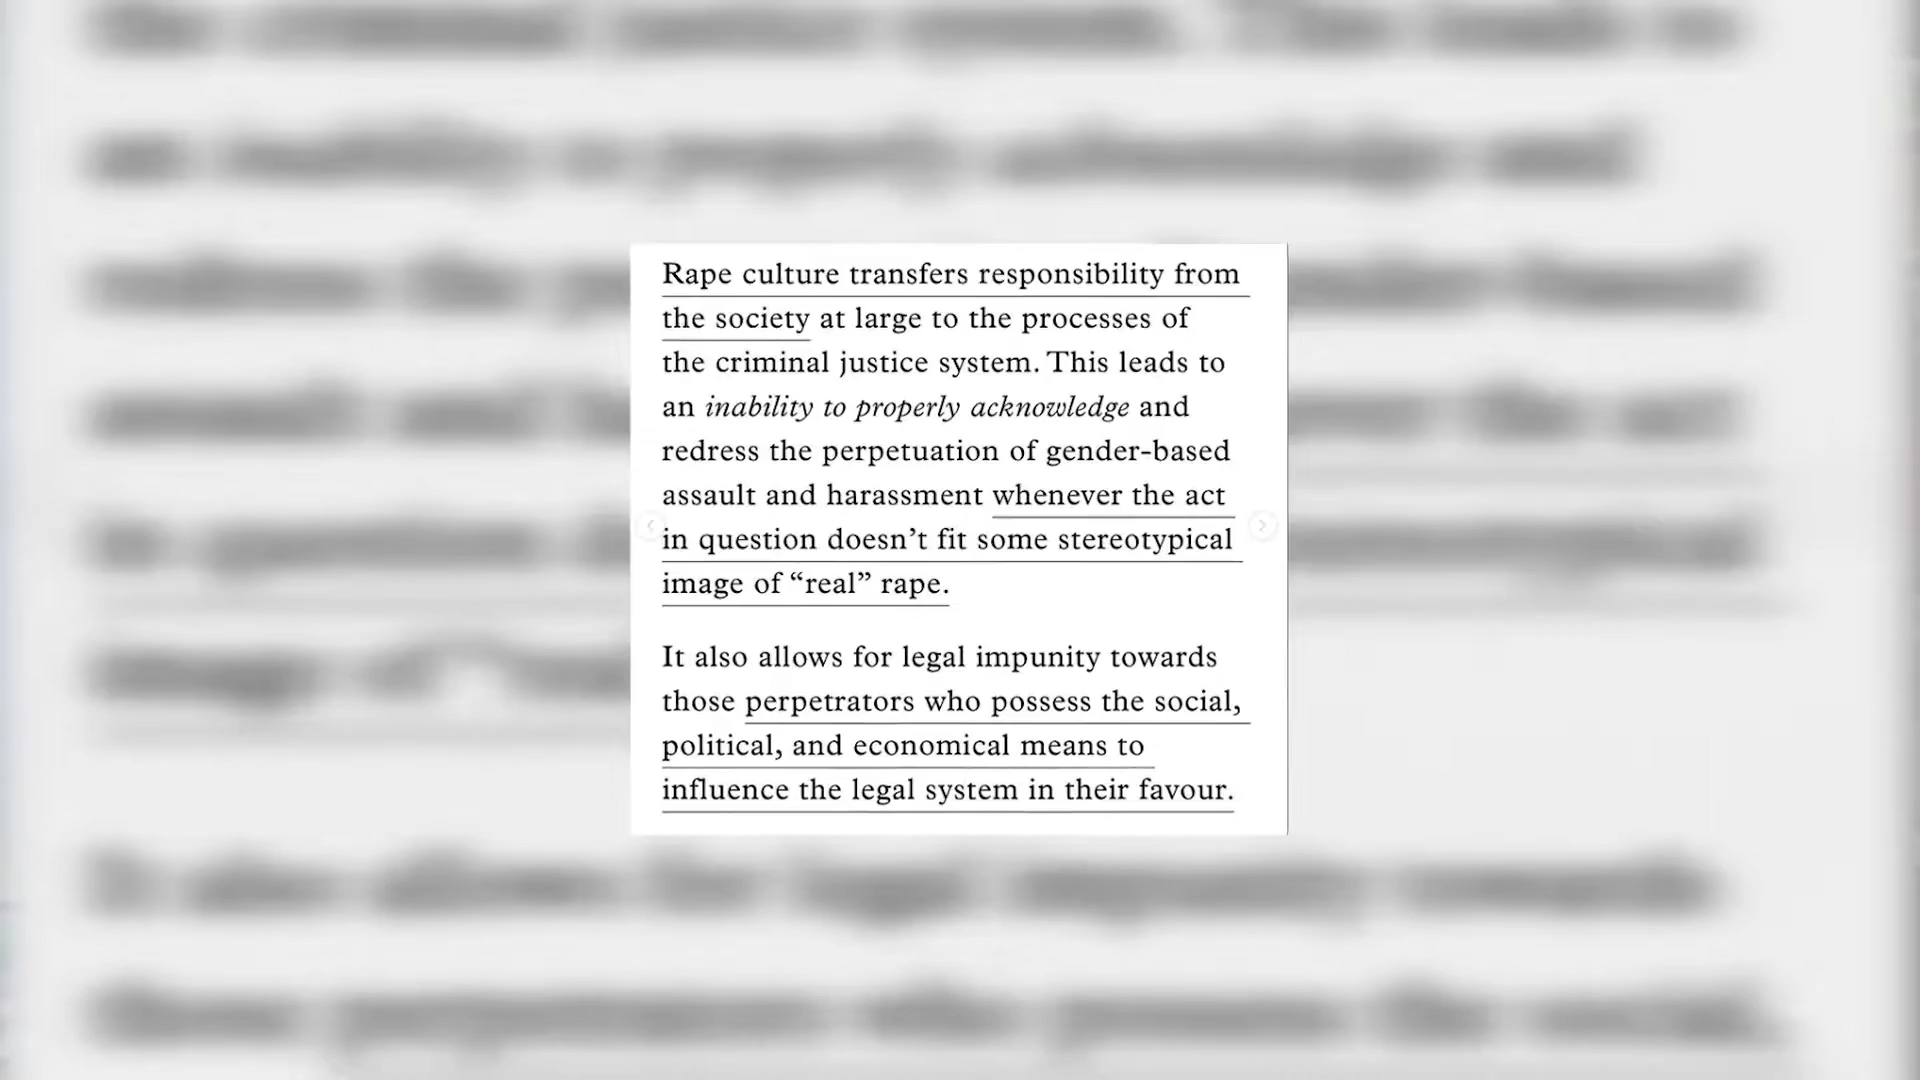 Rape culture transfers responsibility from
the society at large to the processes of
the criminal justice system. This leads to
an inability to properly acknowledge and
redress the perpetuation of gender-based
assault and harassment whenever the act
in question doesn’t fit some stereotypical
image of “real” rape.
It also allows for legal impunity towards
those perpetrators who possess the social,
political, and economical means to
influence the legal system in their favour.